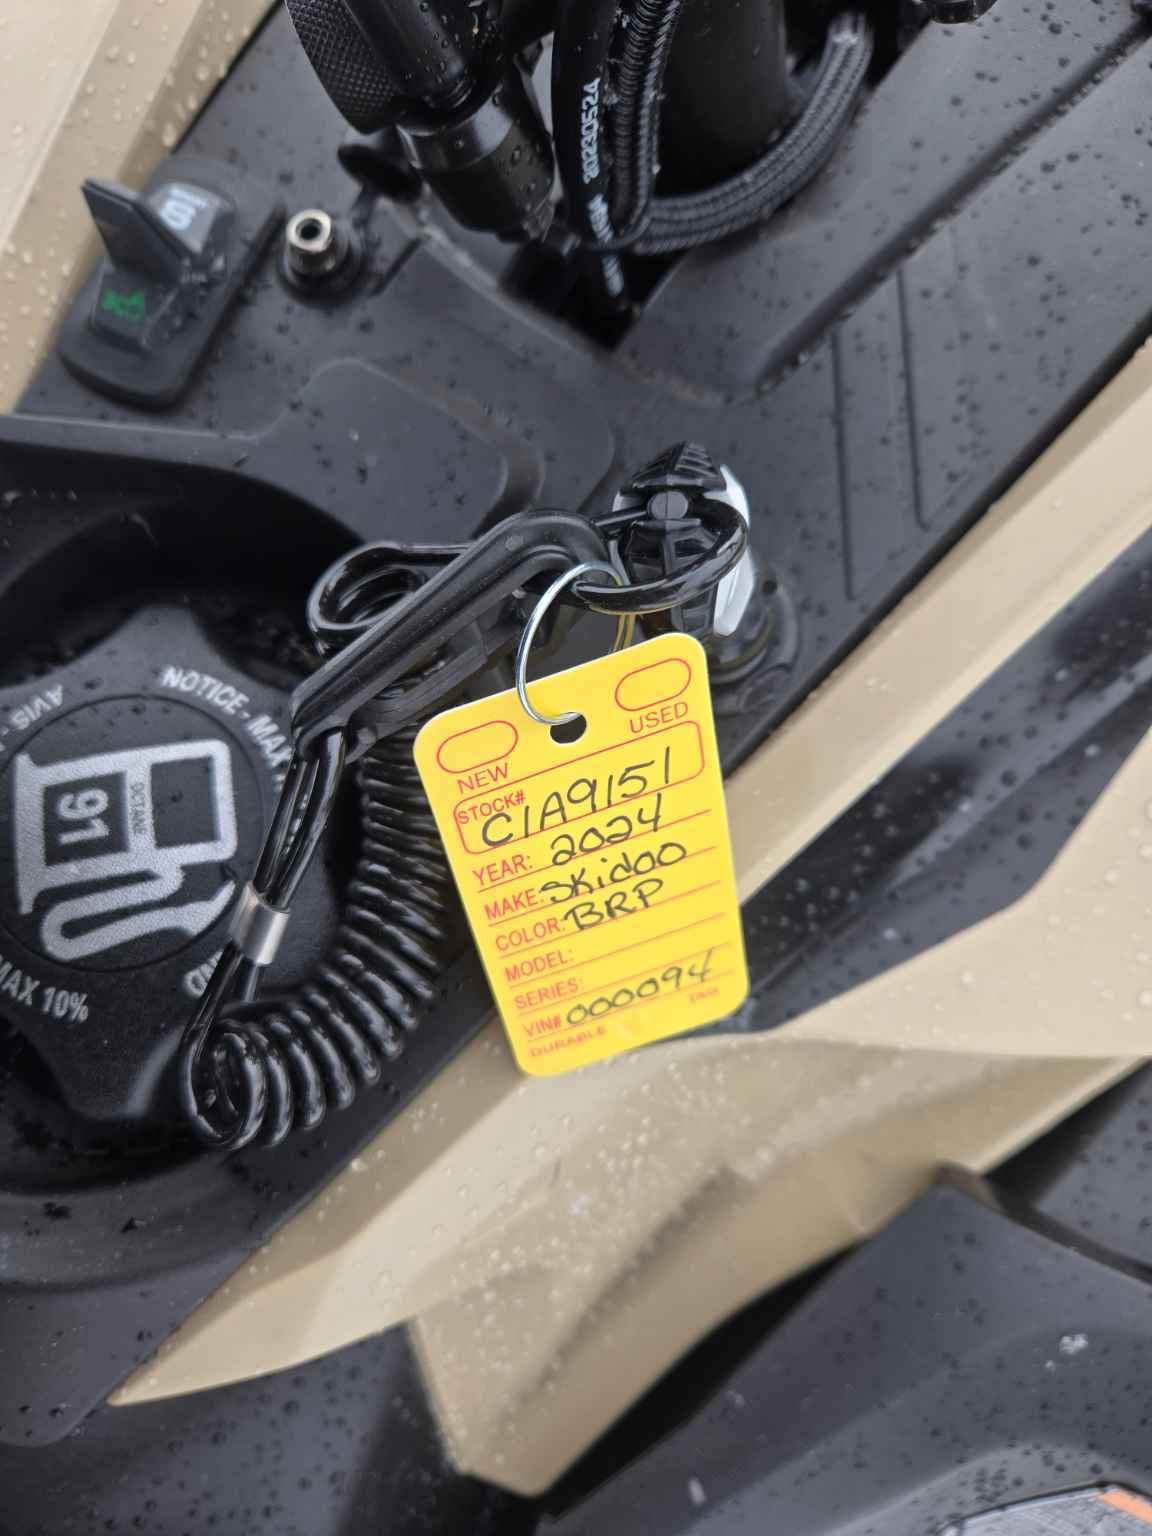 20230524
NEW
USED
STOCK# C1A9151
YEAR: 2024
MAKE: Skidoo
COLOR: BRP
MODEL:
SERIES:
VIN# 000094
DURABLE
NOTICE - MAX
AVIS -
OCTANE
91
MAX 10%